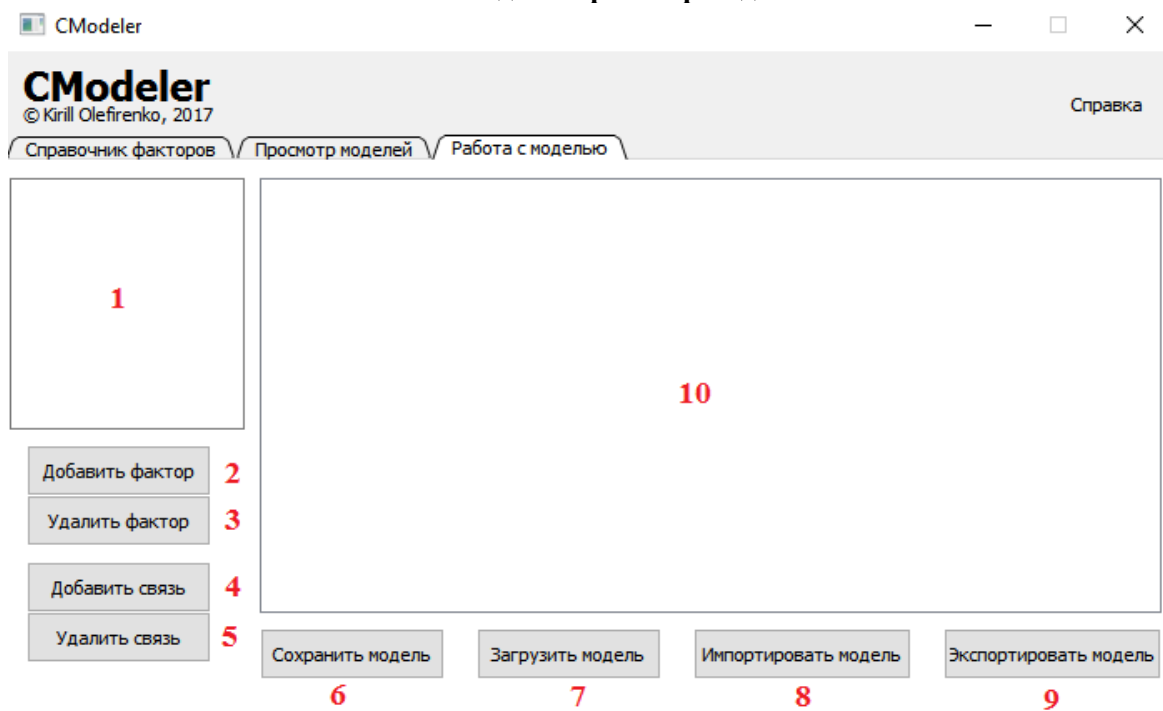 CModeler
CModeler
© Kirill Olefirenko, 2017
Справка
Справочник факторов
Просмотр моделей
Работа с моделью
1
10
Добавить фактор 2
Удалить фактор 3
Добавить связь 4
Удалить связь 5
Сохранить модель
Загрузить модель
Импортировать модель
Экспортировать модель
6
7
8
9